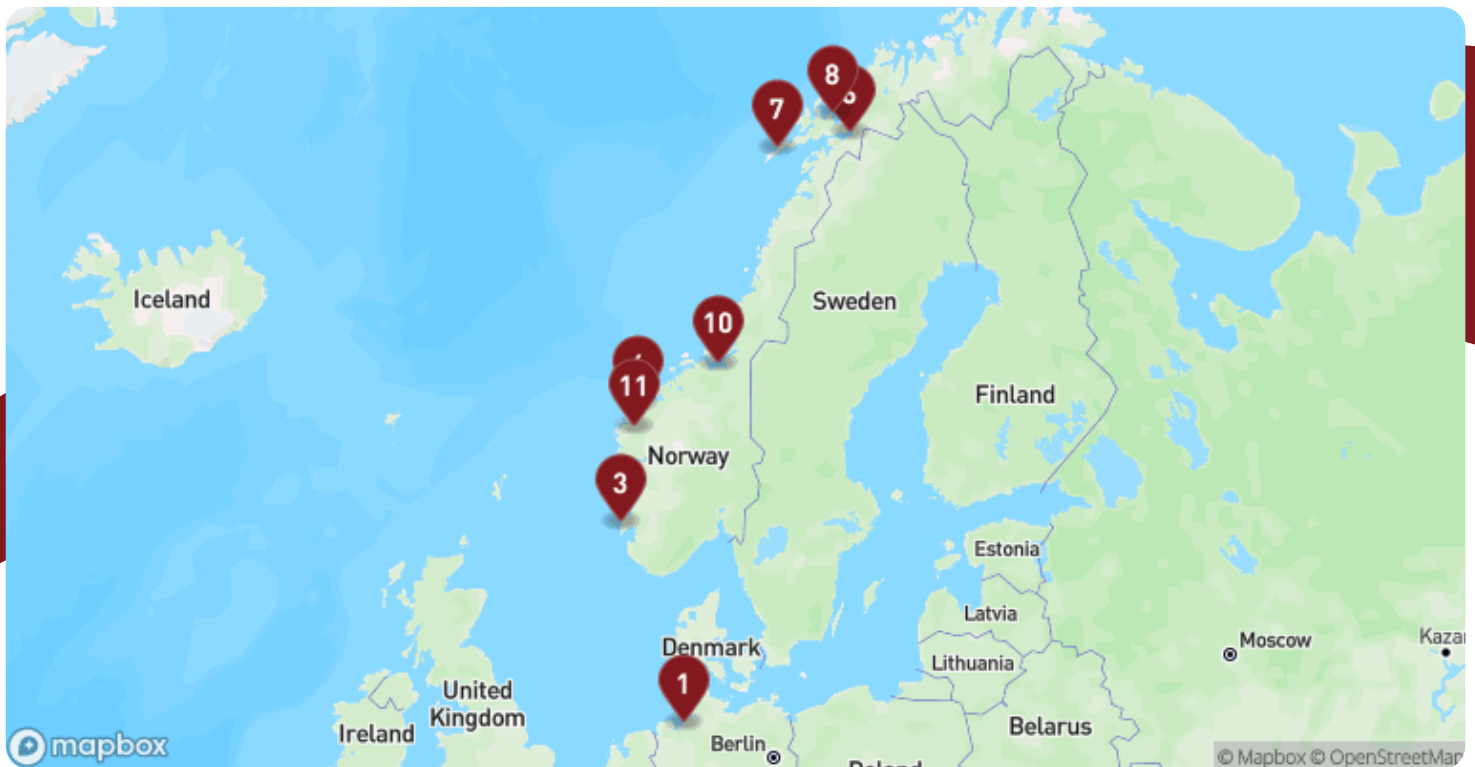 8
7
Iceland
Sweden
10
11
Finland
Norway
3
Estonia
Latvia
Denmark
Moscow
Lithuania
1
United
Kingdom
Ireland
Belarus
Berlin
mapbox
© Mapbox © OpenStreetMap